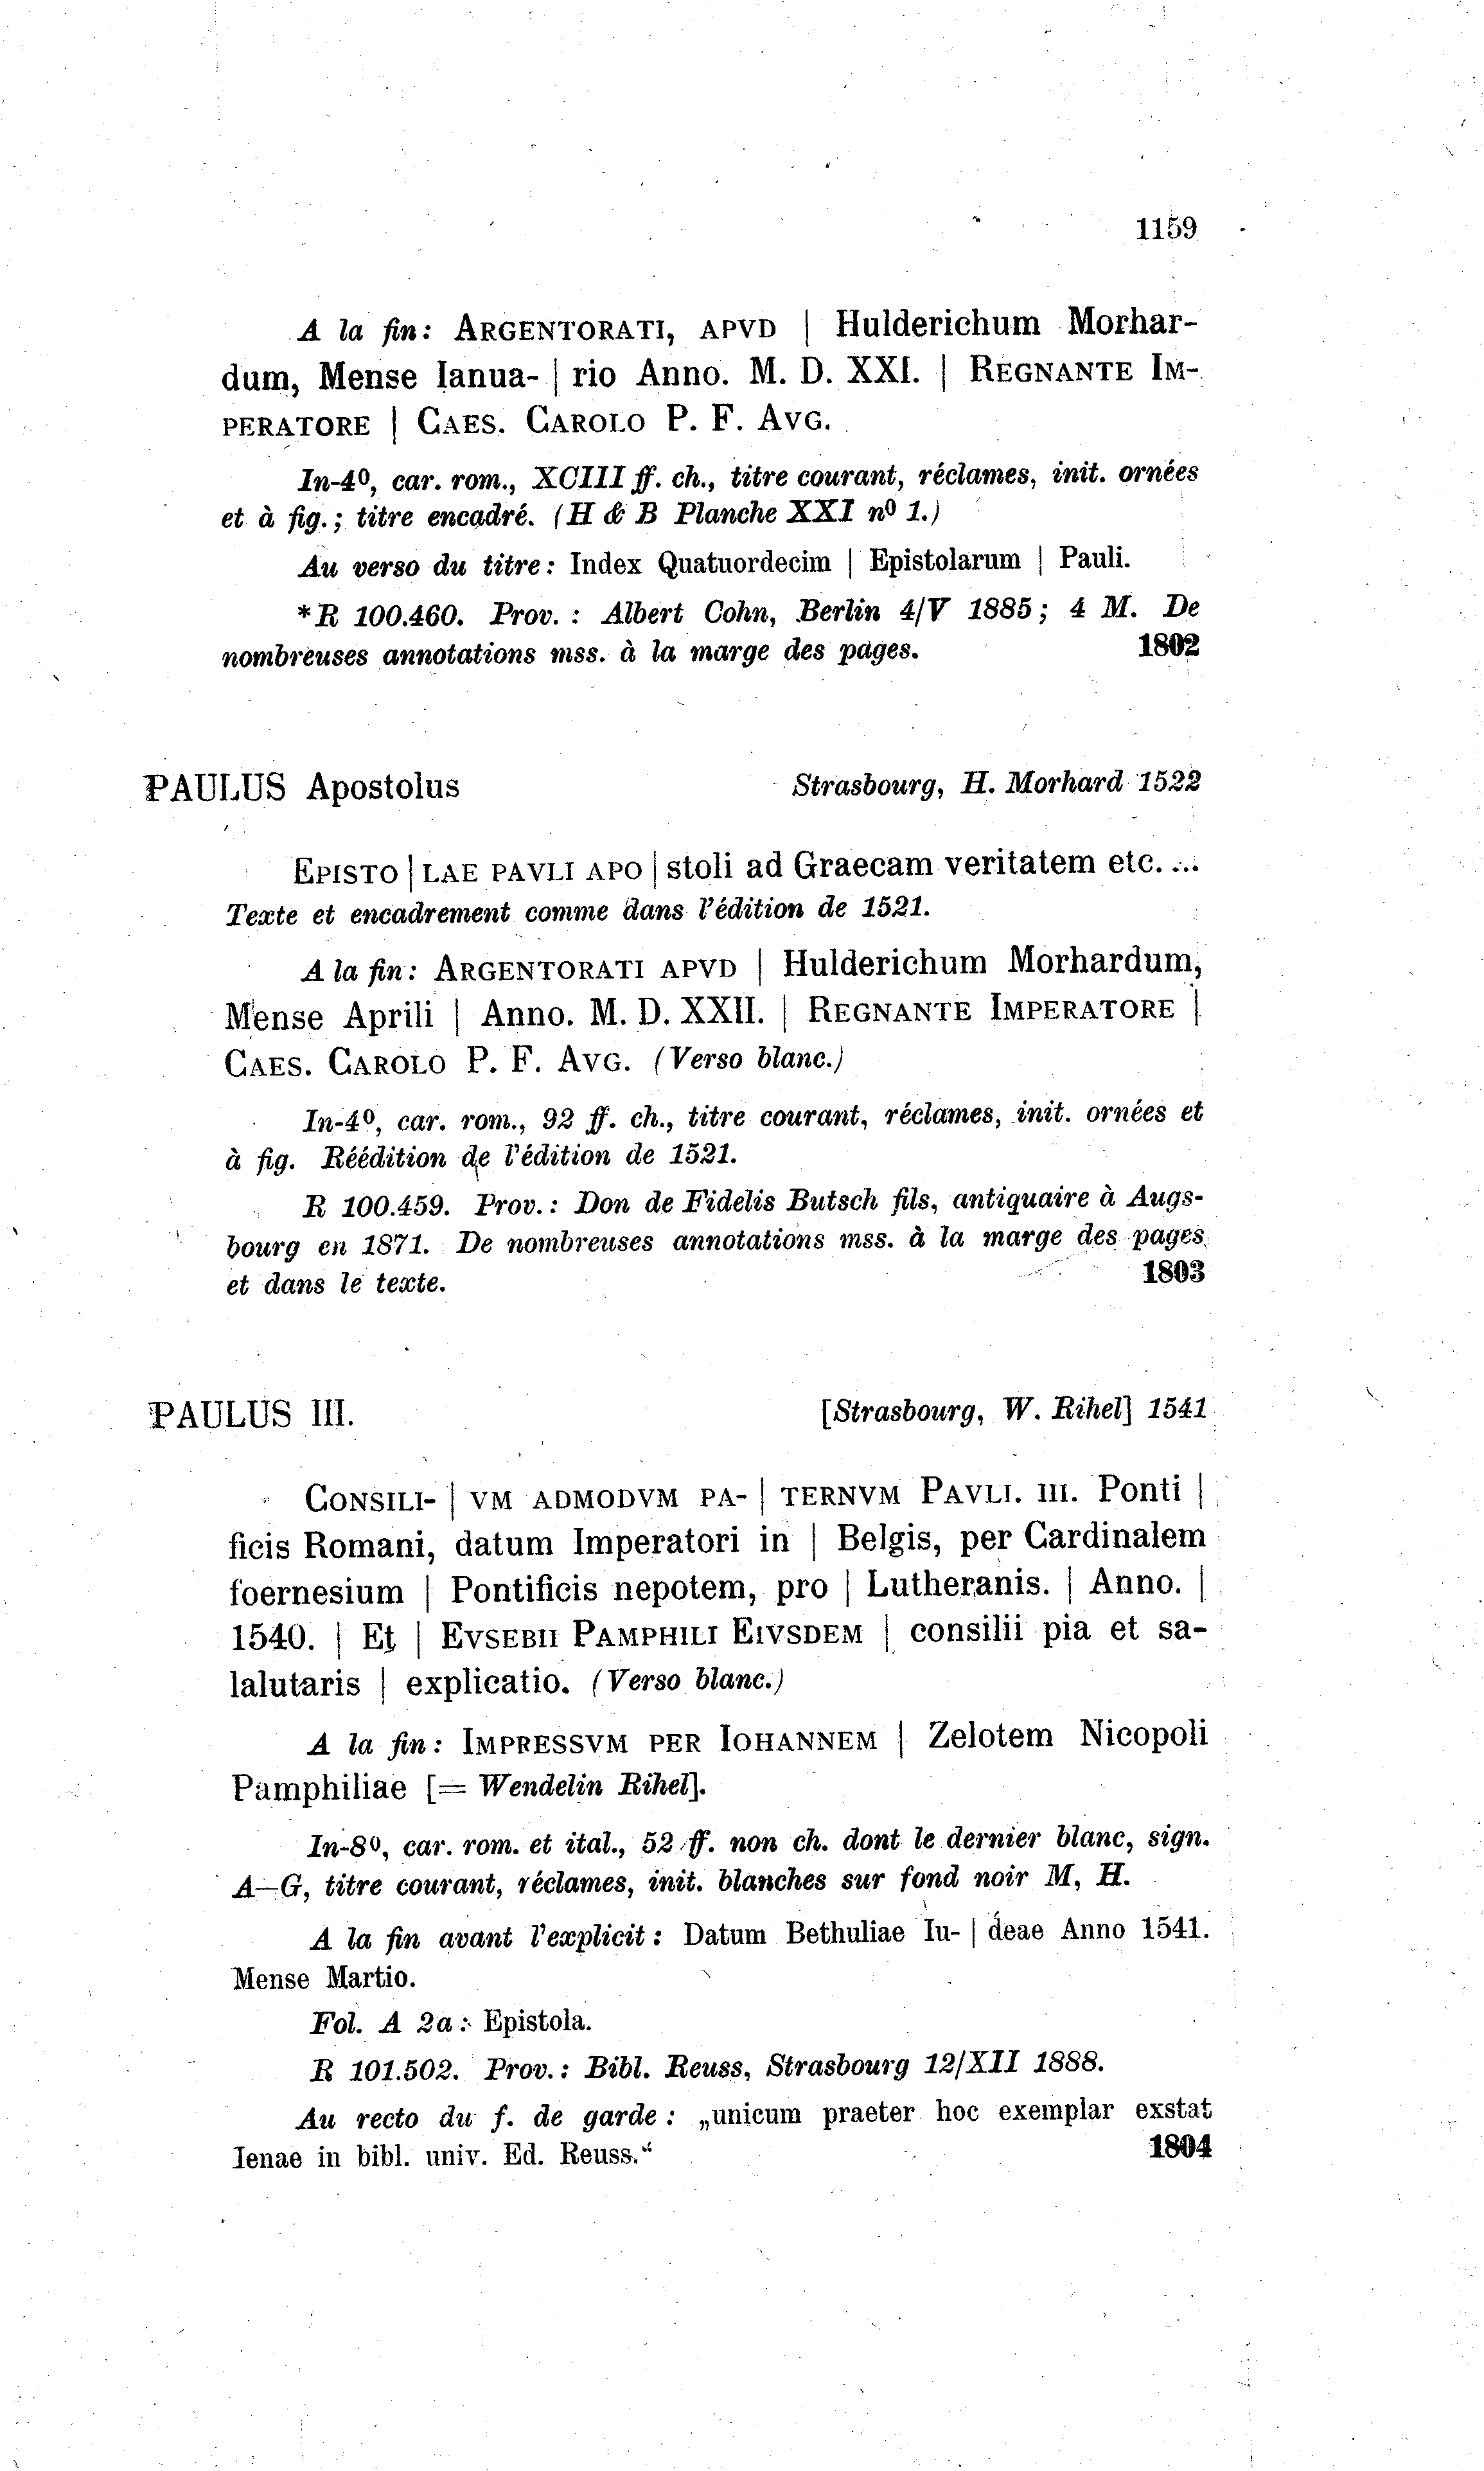 1159
A la fin: ARGENTORATI, APVD | Hulderichum Morhar-
dum, Mense Ianua- | rio Anno. M. D. XXI. | REGNANTE IM-
PERATORE | CAES. CAROLO P. F. AVG.
In-4º, car. rom., XCIII ff. ch., titre courant, réclames, init. ornées
et à fig.; titre encadré. (H & B Planche XXI nº 1.)
Au verso du titre: Index Quatuordecim | Epistolarum | Pauli.
*R 100.460. Prov.: Albert Cohn, Berlin 4/V 1885; 4 M. De
nombreuses annotations mss. à la marge des pages. 1802
PAULUS Apostolus Strasbourg, H. Morhard 1522
EPISTO | LAE PAVLI APO | stoli ad Graecam veritatem etc. ...
Texte et encadrement comme dans l'édition de 1521.
A la fin: ARGENTORATI APVD | Hulderichum Morhardum,
Mense Aprili | Anno. M. D. XXII. | REGNANTE IMPERATORE |
CAES. CAROLO P. F. AVG. (Verso blanc.)
In-4º, car. rom., 92 ff. ch., titre courant, réclames, init. ornées et
à fig. Réédition de l'édition de 1521.
R 100.459. Prov.: Don de Fidelis Butsch fils, antiquaire à Augs-
bourg en 1871. De nombreuses annotations mss. à la marge des pages
et dans le texte. 1803
PAULUS III. [Strasbourg, W. Rihel] 1541
CONSILI- | VM ADMODVM PA- | TERNVM PAVLI. III. Ponti |
ficis Romani, datum Imperatori in | Belgis, per Cardinalem
foernesium | Pontificis nepotem, pro | Lutheranis. | Anno. |
1540. | Et | EVSEBII PAMPHILI EIVSDEM | consilii pia et sa-
lalutaris | explicatio. (Verso blanc.)
A la fin: IMPRESSVM PER IOHANNEM | Zelotem Nicopoli
Pamphiliae [= Wendelin Rihel].
In-8º, car. rom. et ital., 52 ff. non ch. dont le dernier blanc, sign.
A—G, titre courant, réclames, init. blanches sur fond noir M, H.
A la fin avant l'explicit: Datum Bethuliae Iu- | deae Anno 1541.
Mense Martio.
Fol. A 2a: Epistola.
R 101.502. Prov.: Bibl. Reuss, Strasbourg 12/XII 1888.
Au recto du f. de garde: „unicum praeter hoc exemplar exstat
Ienae in bibl. univ. Ed. Reuss.“ 1804